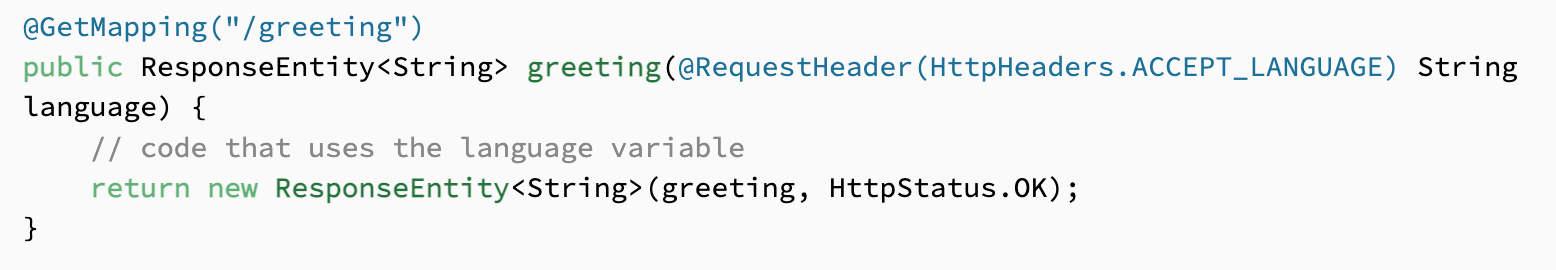 @GetMapping("/greeting")
public ResponseEntity<String> greeting(@RequestHeader(HttpHeaders.ACCEPT_LANGUAGE) String
language) {
    // code that uses the language variable
    return new ResponseEntity<String>(greeting, HttpStatus.OK);
}